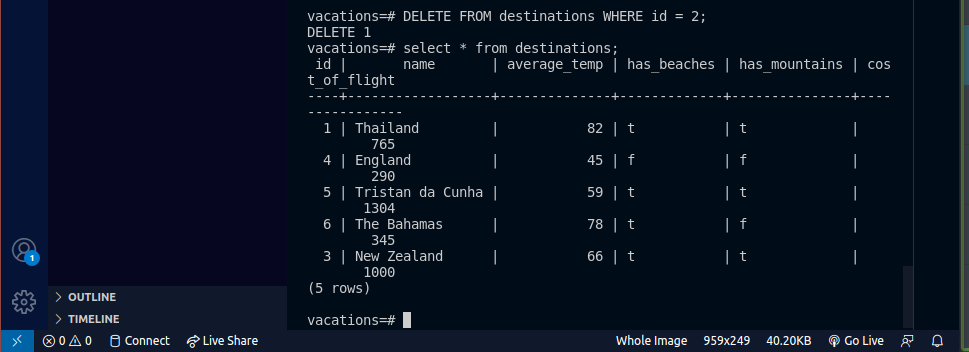 vacations=# DELETE FROM destinations WHERE id = 2;
DELETE 1
vacations=# select * from destinations;
 id |       name       | average_temp | has_beaches | has_mountains | cos
t_of_flight
----+------------------+--------------+-------------+---------------+----
------------
  1 | Thailand         |           82 | t           | t             |
        765
  4 | England          |           45 | f           | f             |
        290
  5 | Tristan da Cunha |           59 | t           | t             |
       1304
  6 | The Bahamas      |           78 | t           | f             |
        345
  3 | New Zealand      |           66 | t           | t             |
       1000
(5 rows)
vacations=#
1
OUTLINE
TIMELINE
0 0 Connect Live Share Whole Image 959x249 40.20KB Go Live